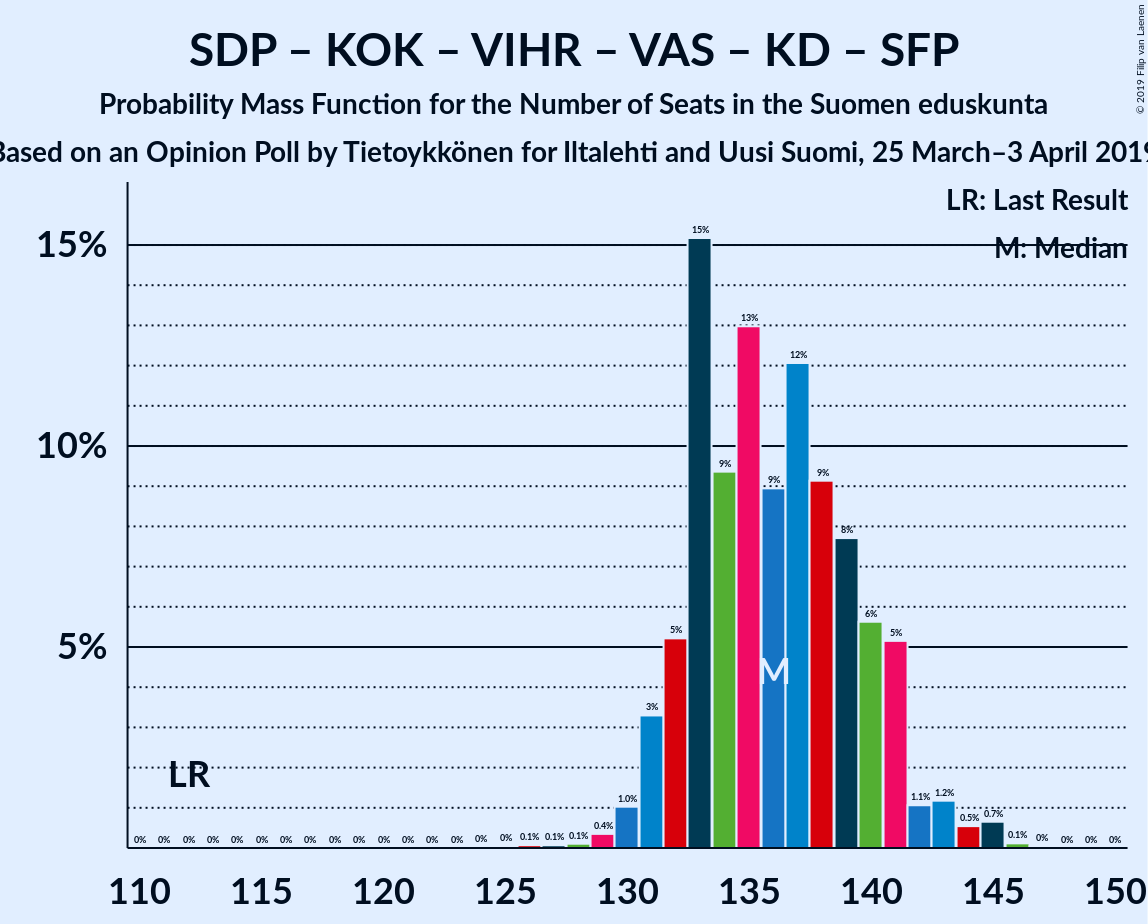 SDP – KOK – VIHR – VAS – KD – SFP
Probability Mass Function for the Number of Seats in the Suomen eduskunta
Based on an Opinion Poll by Tietoykkönen for Iltalehti and Uusi Suomi, 25 March–3 April 2019
© 2019 Filip van Laenen
LR: Last Result
M: Median
15%
10%
5%
LR
M
0% 0% 0% 0% 0% 0% 0% 0% 0% 0% 0% 0% 0% 0% 0% 0% 0.1% 0.1% 0.1% 0.4% 1.0% 3% 5% 15% 9% 13% 9% 12% 9% 8% 6% 5% 1.1% 1.2% 0.5% 0.7% 0.1% 0% 0% 0% 0%
110 115 120 125 130 135 140 145 150